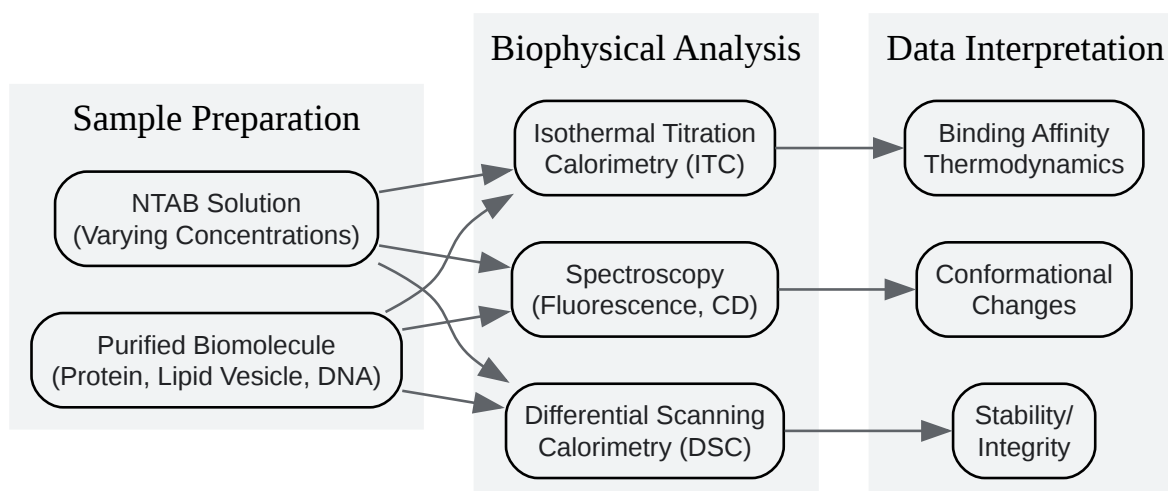 Sample Preparation
NTAB Solution
(Varying Concentrations)
Purified Biomolecule
(Protein, Lipid Vesicle, DNA)
Biophysical Analysis
Isothermal Titration
Calorimetry (ITC)
Spectroscopy
(Fluorescence, CD)
Differential Scanning
Calorimetry (DSC)
Data Interpretation
Binding Affinity
Thermodynamics
Conformational
Changes
Stability/
Integrity